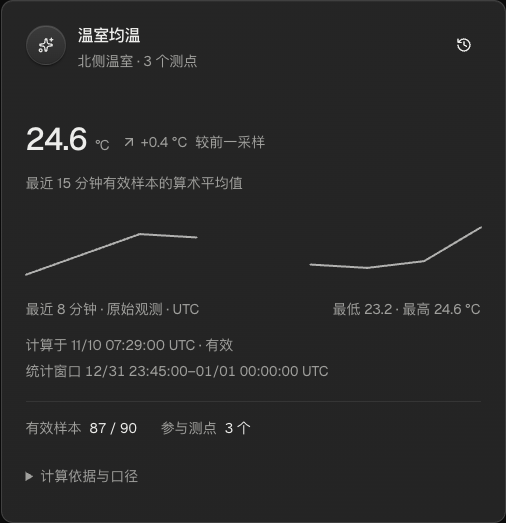 温室均温
北侧温室 · 3 个测点
24.6 °C ↗ +0.4 °C 较前一采样
最近 15 分钟有效样本的算术平均值
最近 8 分钟 · 原始观测 · UTC
最低 23.2 · 最高 24.6 °C
计算于 11/10 07:29:00 UTC · 有效
统计窗口 12/31 23:45:00–01/01 00:00:00 UTC
有效样本 87 / 90 参与测点 3 个
▶ 计算依据与口径